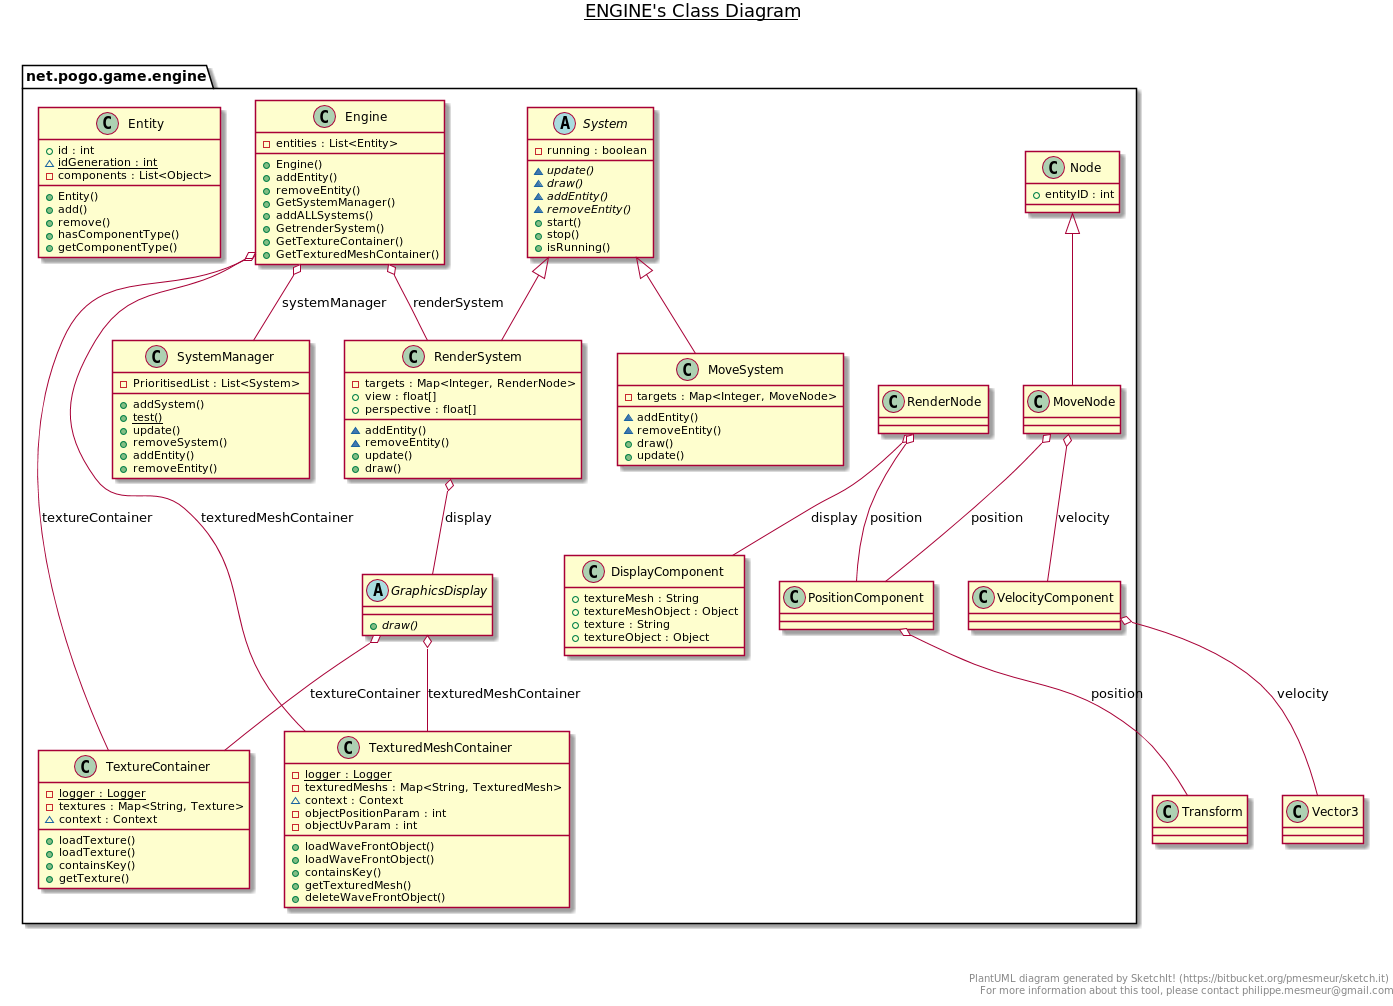 ENGINE's Class Diagram
net.pogo.game.engine
C Entity
id : int
idGeneration : int
components : List<Object>
Entity()
add()
remove()
hasComponentType()
getComponentType()
C Engine
entities : List<Entity>
Engine()
addEntity()
removeEntity()
GetSystemManager()
addALLSystems()
GetrenderSystem()
GetTextureContainer()
GetTexturedMeshContainer()
A System
running : boolean
update()
draw()
addEntity()
removeEntity()
start()
stop()
isRunning()
C Node
entityID : int
systemManager
renderSystem
C SystemManager
PrioritisedList : List<System>
addSystem()
test()
update()
removeSystem()
addEntity()
removeEntity()
C RenderSystem
targets : Map<Integer, RenderNode>
view : float[]
perspective : float[]
addEntity()
removeEntity()
update()
draw()
C MoveSystem
targets : Map<Integer, MoveNode>
addEntity()
removeEntity()
draw()
update()
C RenderNode
C MoveNode
textureContainer
texturedMeshContainer
display
display
position
position
velocity
A GraphicsDisplay
draw()
C DisplayComponent
textureMesh : String
textureMeshObject : Object
texture : String
textureObject : Object
C PositionComponent
C VelocityComponent
textureContainer
texturedMeshContainer
position
velocity
C TextureContainer
logger : Logger
textures : Map<String, Texture>
context : Context
loadTexture()
loadTexture()
containsKey()
getTexture()
C TexturedMeshContainer
logger : Logger
texturedMeshs : Map<String, TexturedMesh>
context : Context
objectPositionParam : int
objectUvParam : int
loadWaveFrontObject()
loadWaveFrontObject()
containsKey()
getTexturedMesh()
deleteWaveFrontObject()
C Transform
C Vector3
PlantUML diagram generated by SketchIt! (https://bitbucket.org/pmesmeur/sketch.it)
For more information about this tool, please contact philippe.mesmeur@gmail.com